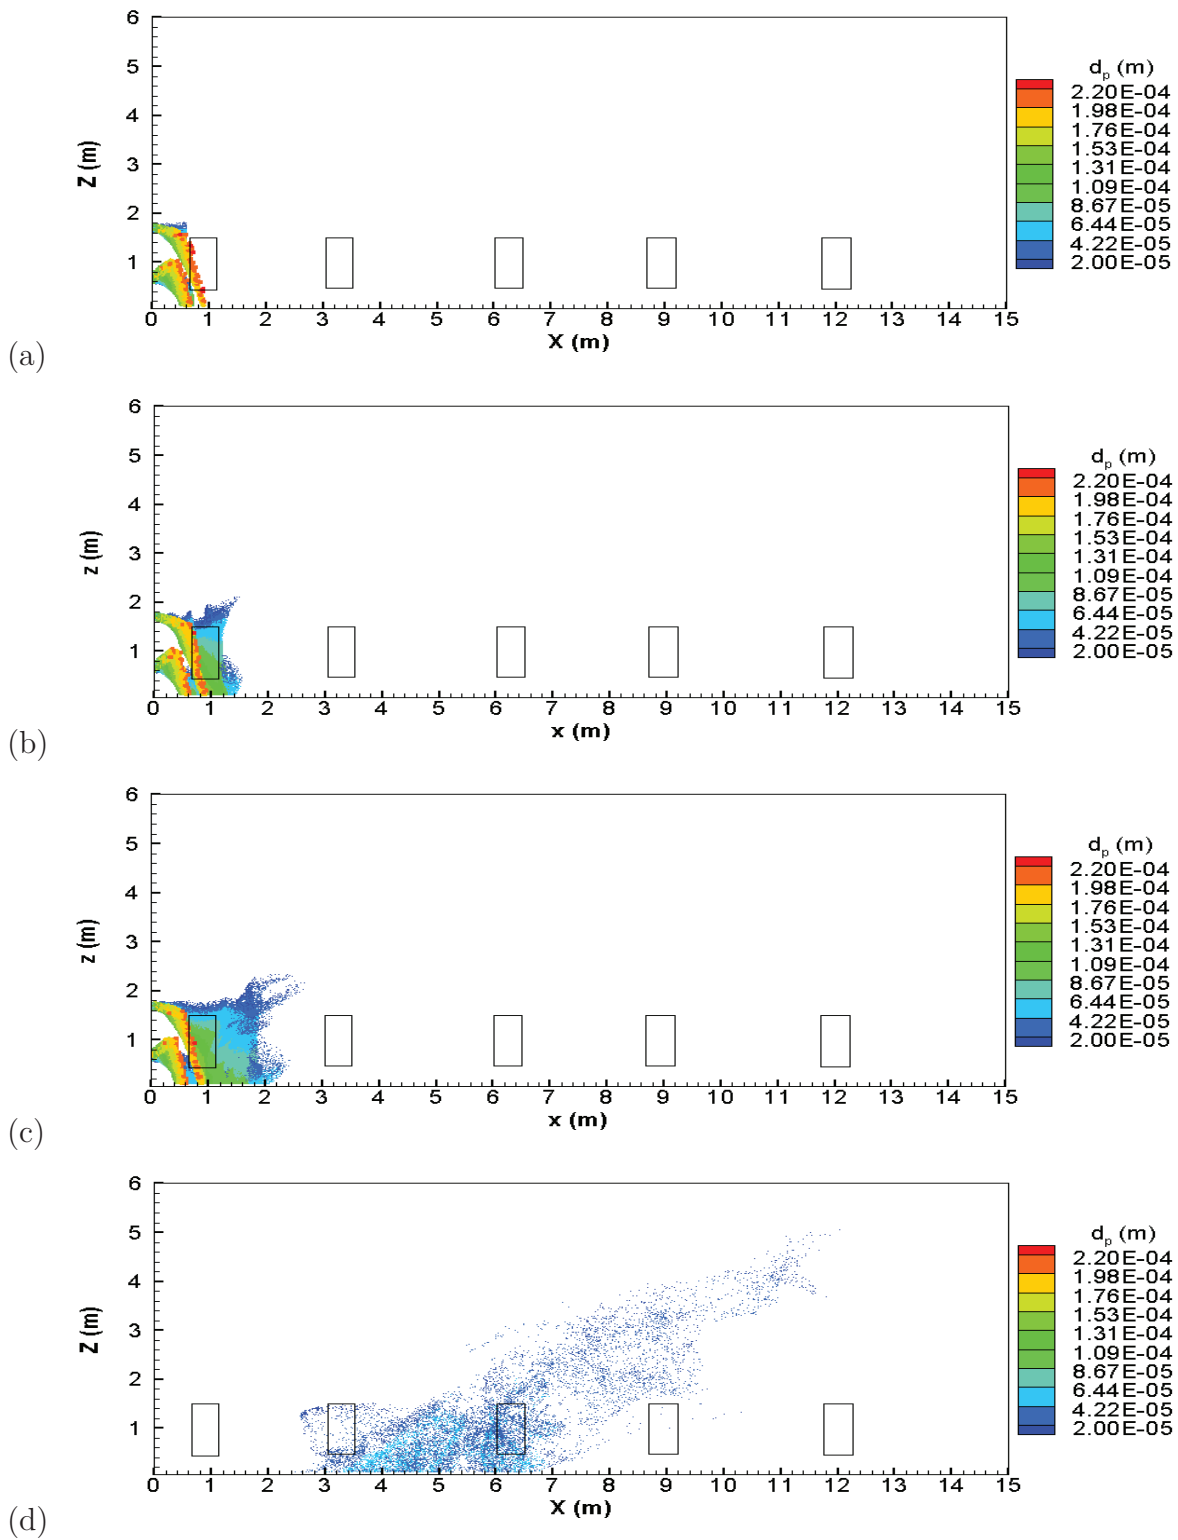 6
5
4
3
2
1
Z (m)
0 1 2 3 4 5 6 7 8 9 10 11 12 13 14 15
X (m)
d_p (m)
2.20E-04
1.98E-04
1.76E-04
1.53E-04
1.31E-04
1.09E-04
8.67E-05
6.44E-05
4.22E-05
2.00E-05
(a)
6
5
4
3
2
1
z (m)
0 1 2 3 4 5 6 7 8 9 10 11 12 13 14 15
x (m)
d_p (m)
2.20E-04
1.98E-04
1.76E-04
1.53E-04
1.31E-04
1.09E-04
8.67E-05
6.44E-05
4.22E-05
2.00E-05
(b)
6
5
4
3
2
1
z (m)
0 1 2 3 4 5 6 7 8 9 10 11 12 13 14 15
x (m)
d_p (m)
2.20E-04
1.98E-04
1.76E-04
1.53E-04
1.31E-04
1.09E-04
8.67E-05
6.44E-05
4.22E-05
2.00E-05
(c)
6
5
4
3
2
1
Z (m)
0 1 2 3 4 5 6 7 8 9 10 11 12 13 14 15
X (m)
d_p (m)
2.20E-04
1.98E-04
1.76E-04
1.53E-04
1.31E-04
1.09E-04
8.67E-05
6.44E-05
4.22E-05
2.00E-05
(d)